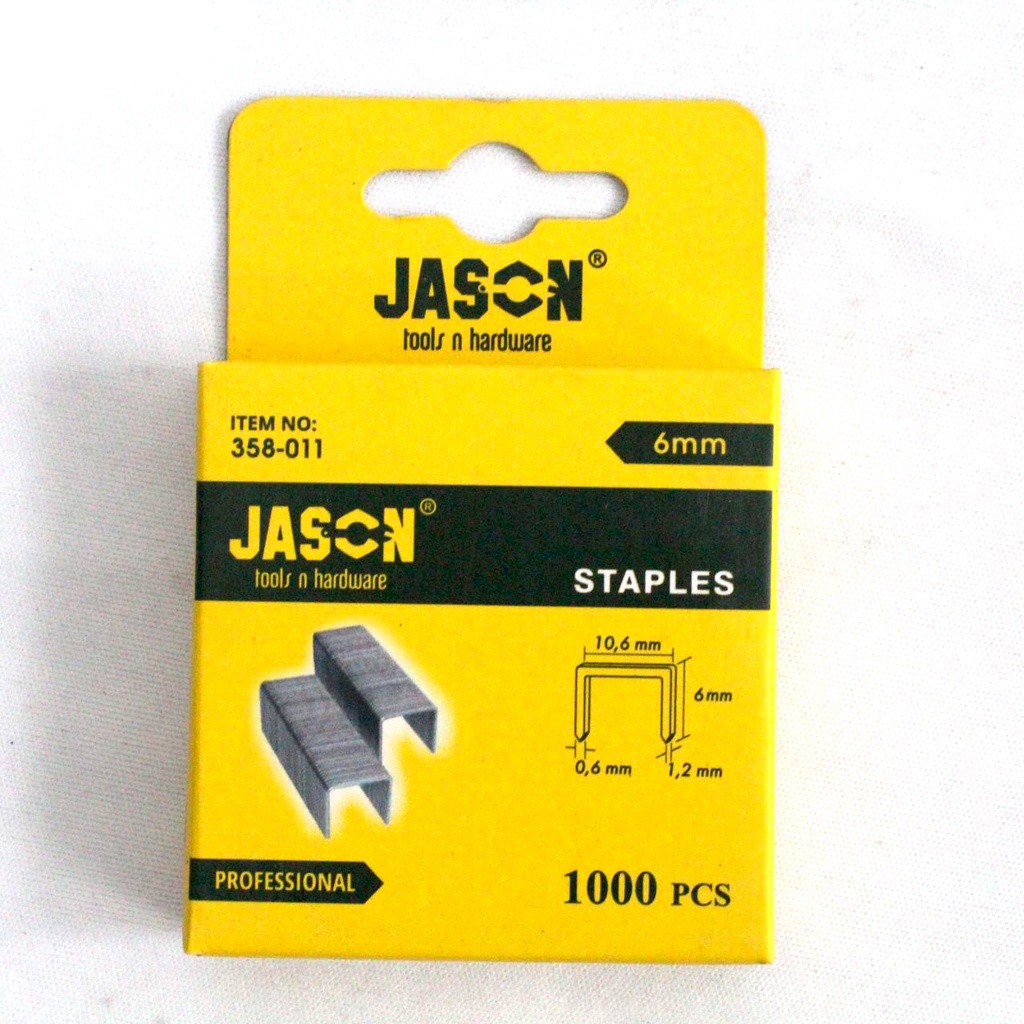 JASON®
tools n hardware
ITEM NO:
358-011
6mm
JASON®
tools n hardware
STAPLES
10,6 mm
6mm
0,6 mm
1,2 mm
PROFESSIONAL
1000 PCS